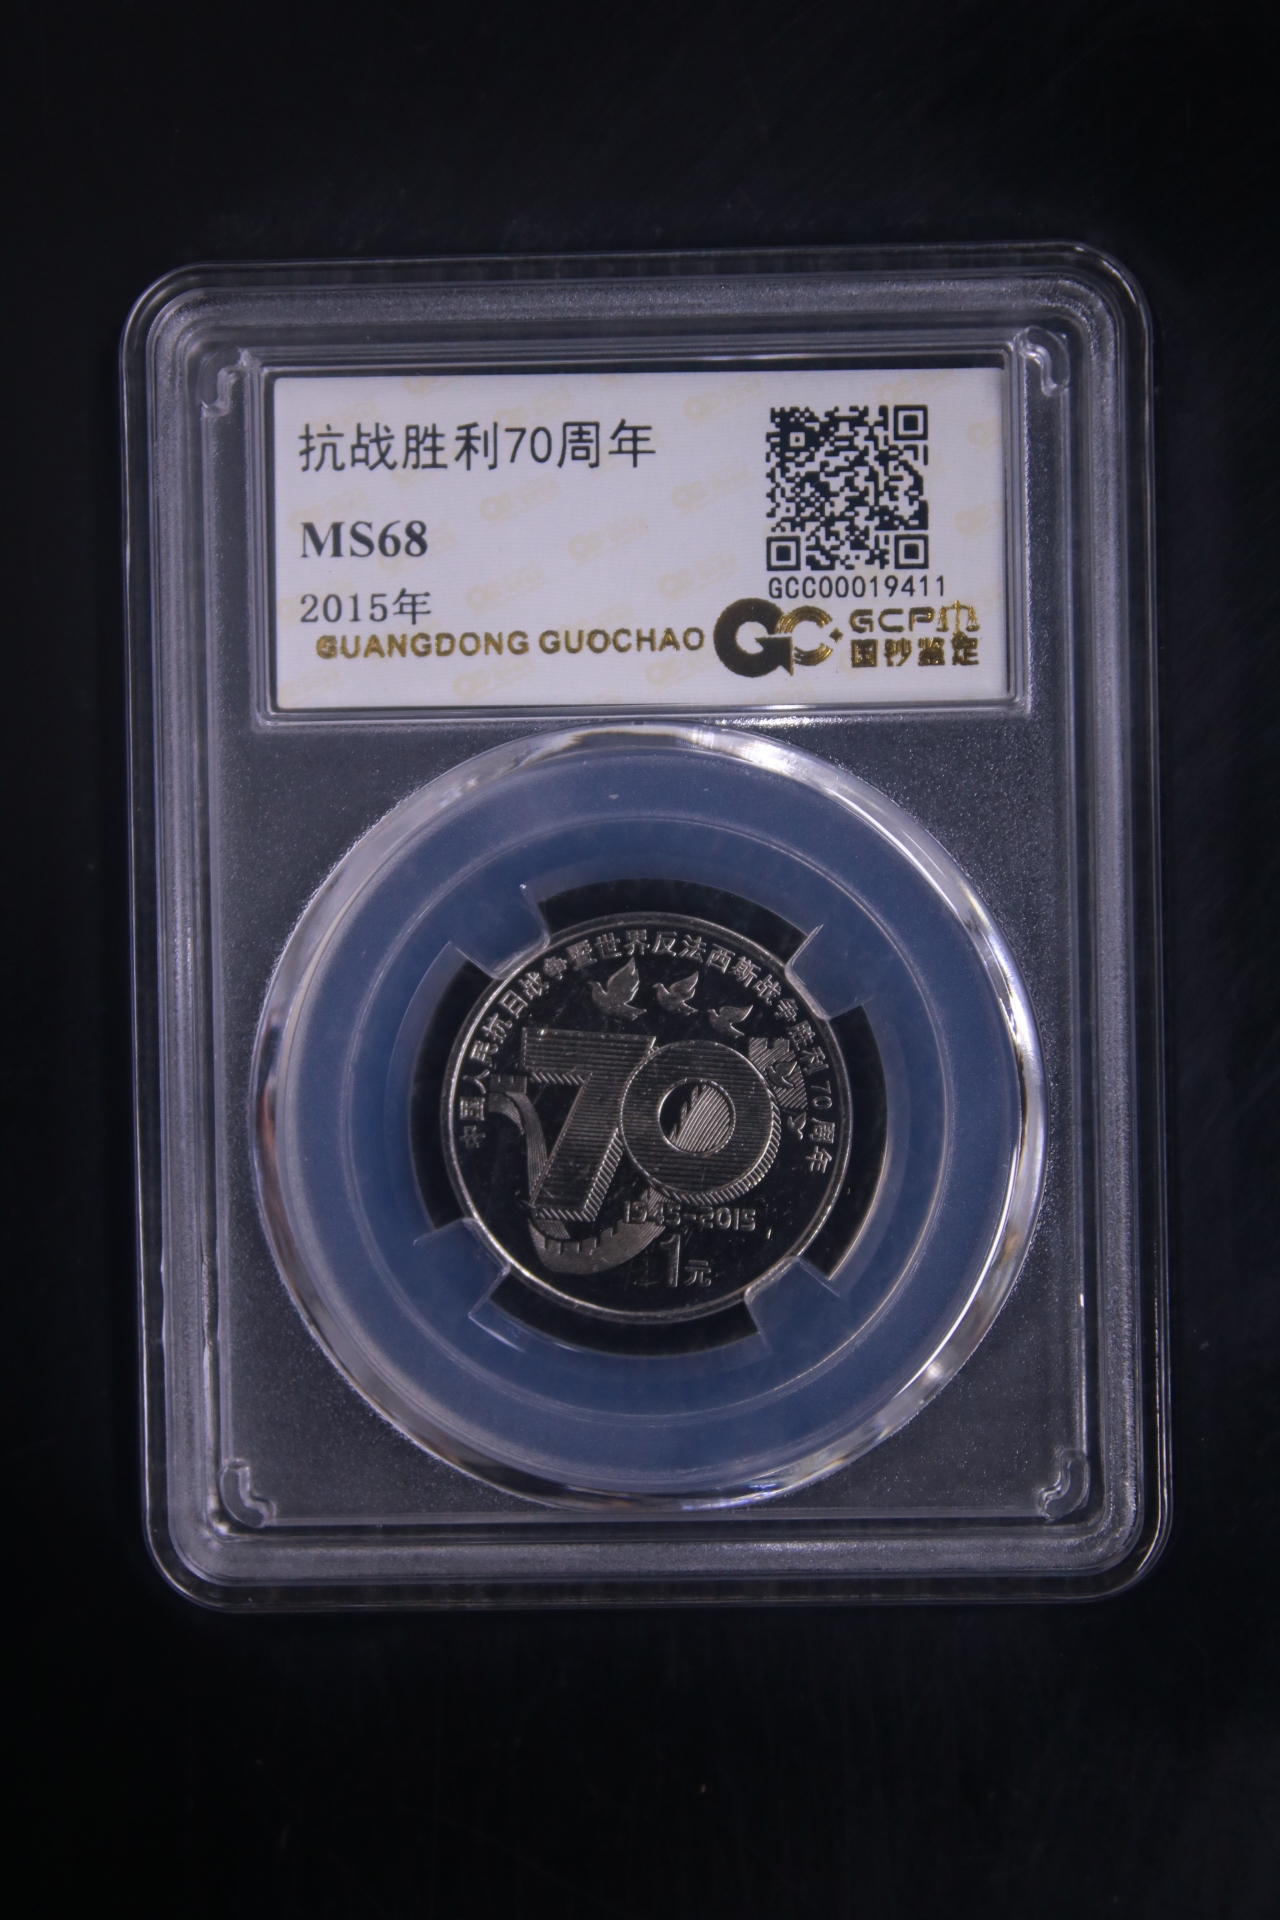 抗战胜利70周年
MS68
2015年
GCC00019411
GUANGDONG GUOCHAO
GC
GCP
国钞鉴定
中国人民抗日战争暨世界反法西斯战争胜利70周年
70
1945-2015
1元